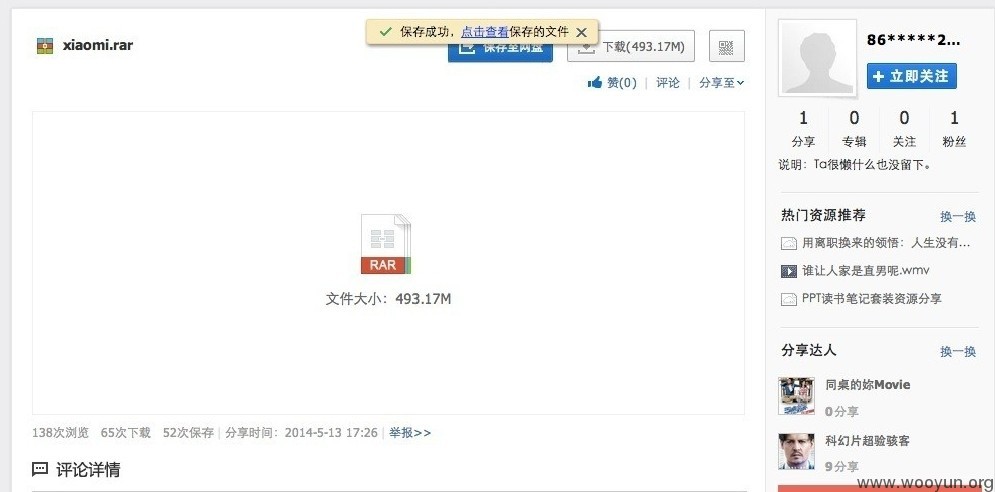 xiaomi.rar
保存成功，点击查看保存的文件
保存至网盘
下载(493.17M)
赞(0) | 评论 | 分享至
RAR
文件大小：493.17M
138次浏览 65次下载 52次保存 | 分享时间：2014-5-13 17:26 | 举报>>
评论详情
86*****2...
+ 立即关注
1 0 0 1
分享 专辑 关注 粉丝
说明：Ta很懒什么也没留下。
热门资源推荐 换一换
用离职换来的领悟：人生没有...
谁让人家是直男呢.wmv
PPT读书笔记套装资源分享
分享达人 换一换
同桌的妳Movie
0分享
科幻片超验骇客
9分享
www.wooyun.org